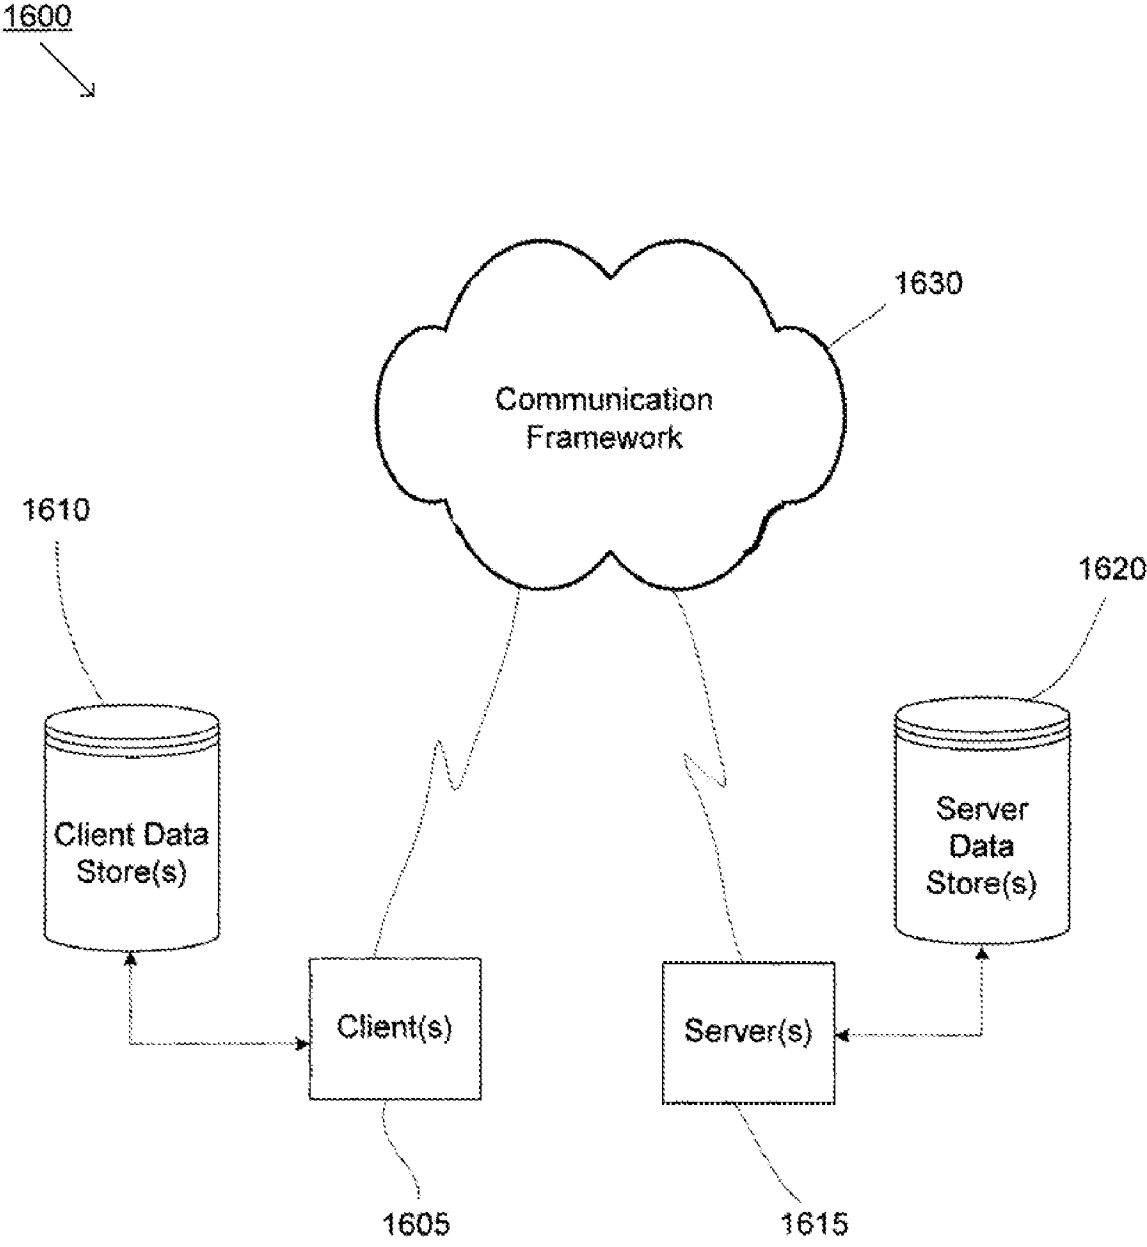 1600
1630
Communication
Framework
1610
1620
Client Data
Store(s)
Server
Data
Store(s)
Client(s)
Server(s)
1605
1615